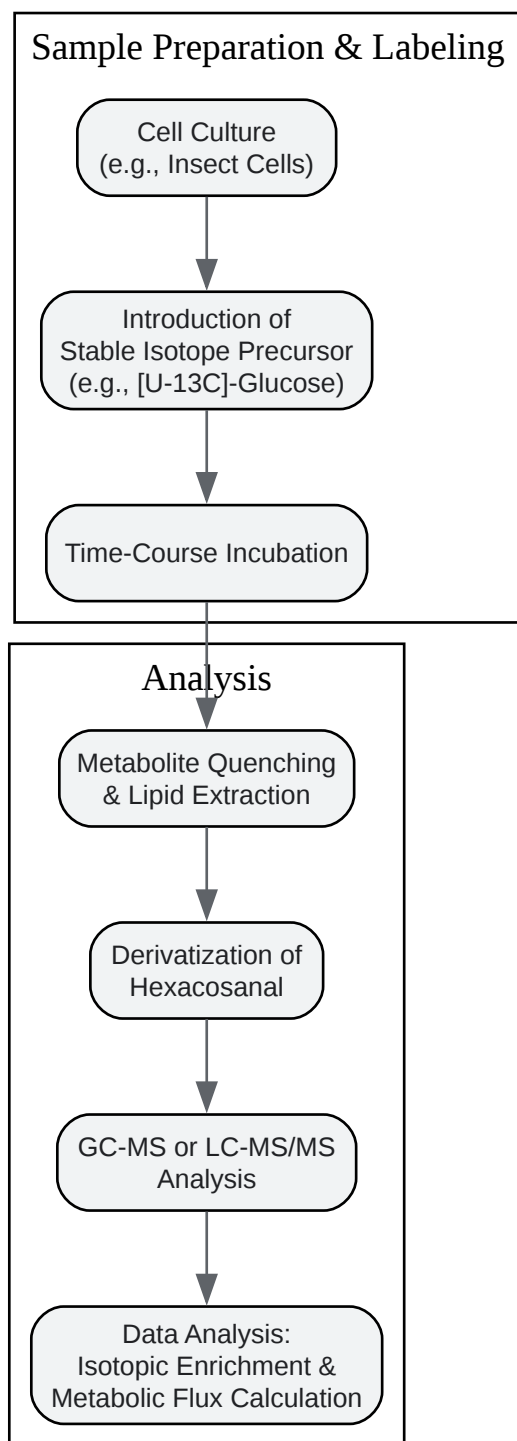 Sample Preparation & Labeling
Cell Culture
(e.g., Insect Cells)
Introduction of
Stable Isotope Precursor
(e.g., [U-13C]-Glucose)
Time-Course Incubation
Analysis
Metabolite Quenching
& Lipid Extraction
Derivatization of
Hexacosanal
GC-MS or LC-MS/MS
Analysis
Data Analysis:
Isotopic Enrichment &
Metabolic Flux Calculation